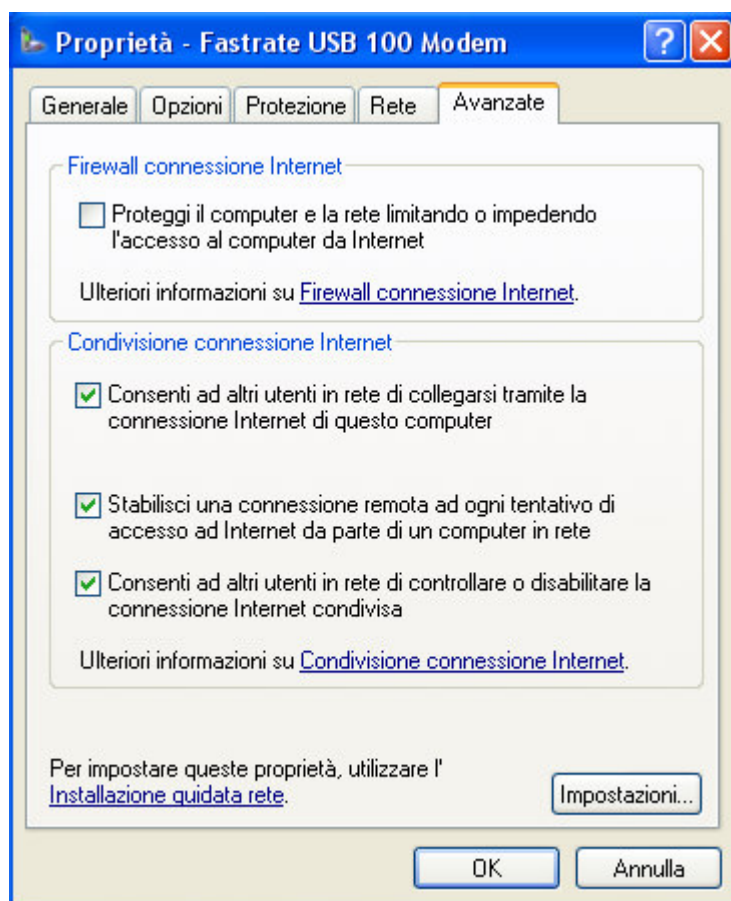 Proprietà - Fastrate USB 100 Modem
Generale Opzioni Protezione Rete Avanzate
Firewall connessione Internet
Proteggi il computer e la rete limitando o impedendo
l'accesso al computer da Internet
Ulteriori informazioni su Firewall connessione Internet.
Condivisione connessione Internet
Consenti ad altri utenti in rete di collegarsi tramite la
connessione Internet di questo computer
Stabilisci una connessione remota ad ogni tentativo di
accesso ad Internet da parte di un computer in rete
Consenti ad altri utenti in rete di controllare o disabilitare la
connessione Internet condivisa
Ulteriori informazioni su Condivisione connessione Internet.
Per impostare queste proprietà, utilizzare l'
Installazione guidata rete.
Impostazioni...
OK Annulla